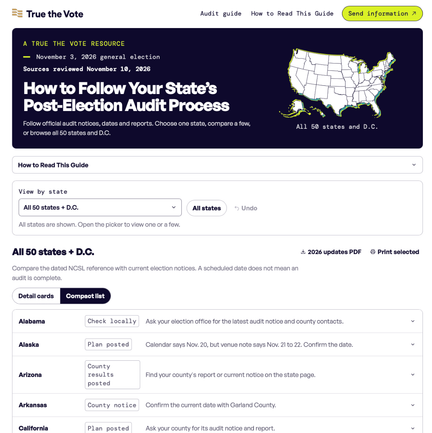 True the Vote
Audit guide
How to Read This Guide
Send information ↗
A TRUE THE VOTE RESOURCE
November 3, 2026 general election
Sources reviewed November 10, 2026
How to Follow Your State's
Post-Election Audit Process
Follow official audit notices, dates and reports. Choose one state, compare a few,
or browse all 50 states and D.C.
All 50 states and D.C.
How to Read This Guide
View by state
All 50 states + D.C.
All states
Undo
All states are shown. Open the picker to view one or a few.
All 50 states + D.C.
2026 updates PDF
Print selected
Compare the dated NCSL reference with current election notices. A scheduled date does not mean an
audit is complete.
Detail cards
Compact list
Alabama
Check locally
Ask your election office for the latest audit notice and county contacts.
Alaska
Plan posted
Calendar says Nov. 20, but venue note says Nov. 21 to 22. Confirm the date.
Arizona
County
results
posted
Find your county's report or current notice on the state page.
Arkansas
County notice
Confirm the current date with Garland County.
California
Plan posted
Ask your county for its audit notice and report.